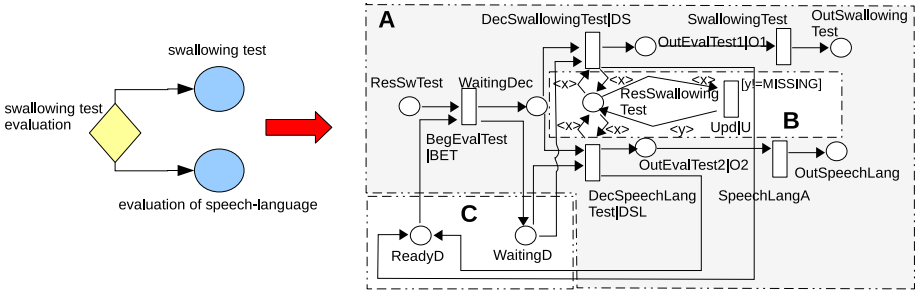 swallowing test
swallowing test
evaluation
evaluation of speech-language
A
DecSwallowingTest|DS
SwallowingTest
OutSwallowing
Test
OutEvalTest1|O1
ResSwTest
WaitingDec
<x>
<x>
<x>
[y!=MISSING]
ResSwallowing
Test
<x>
<x>
<y>
Upd|U
B
BegEvalTest
|BET
OutEvalTest2|O2
OutSpeechLang
DecSpeechLang
Test|DSL
SpeechLangA
C
ReadyD
WaitingD